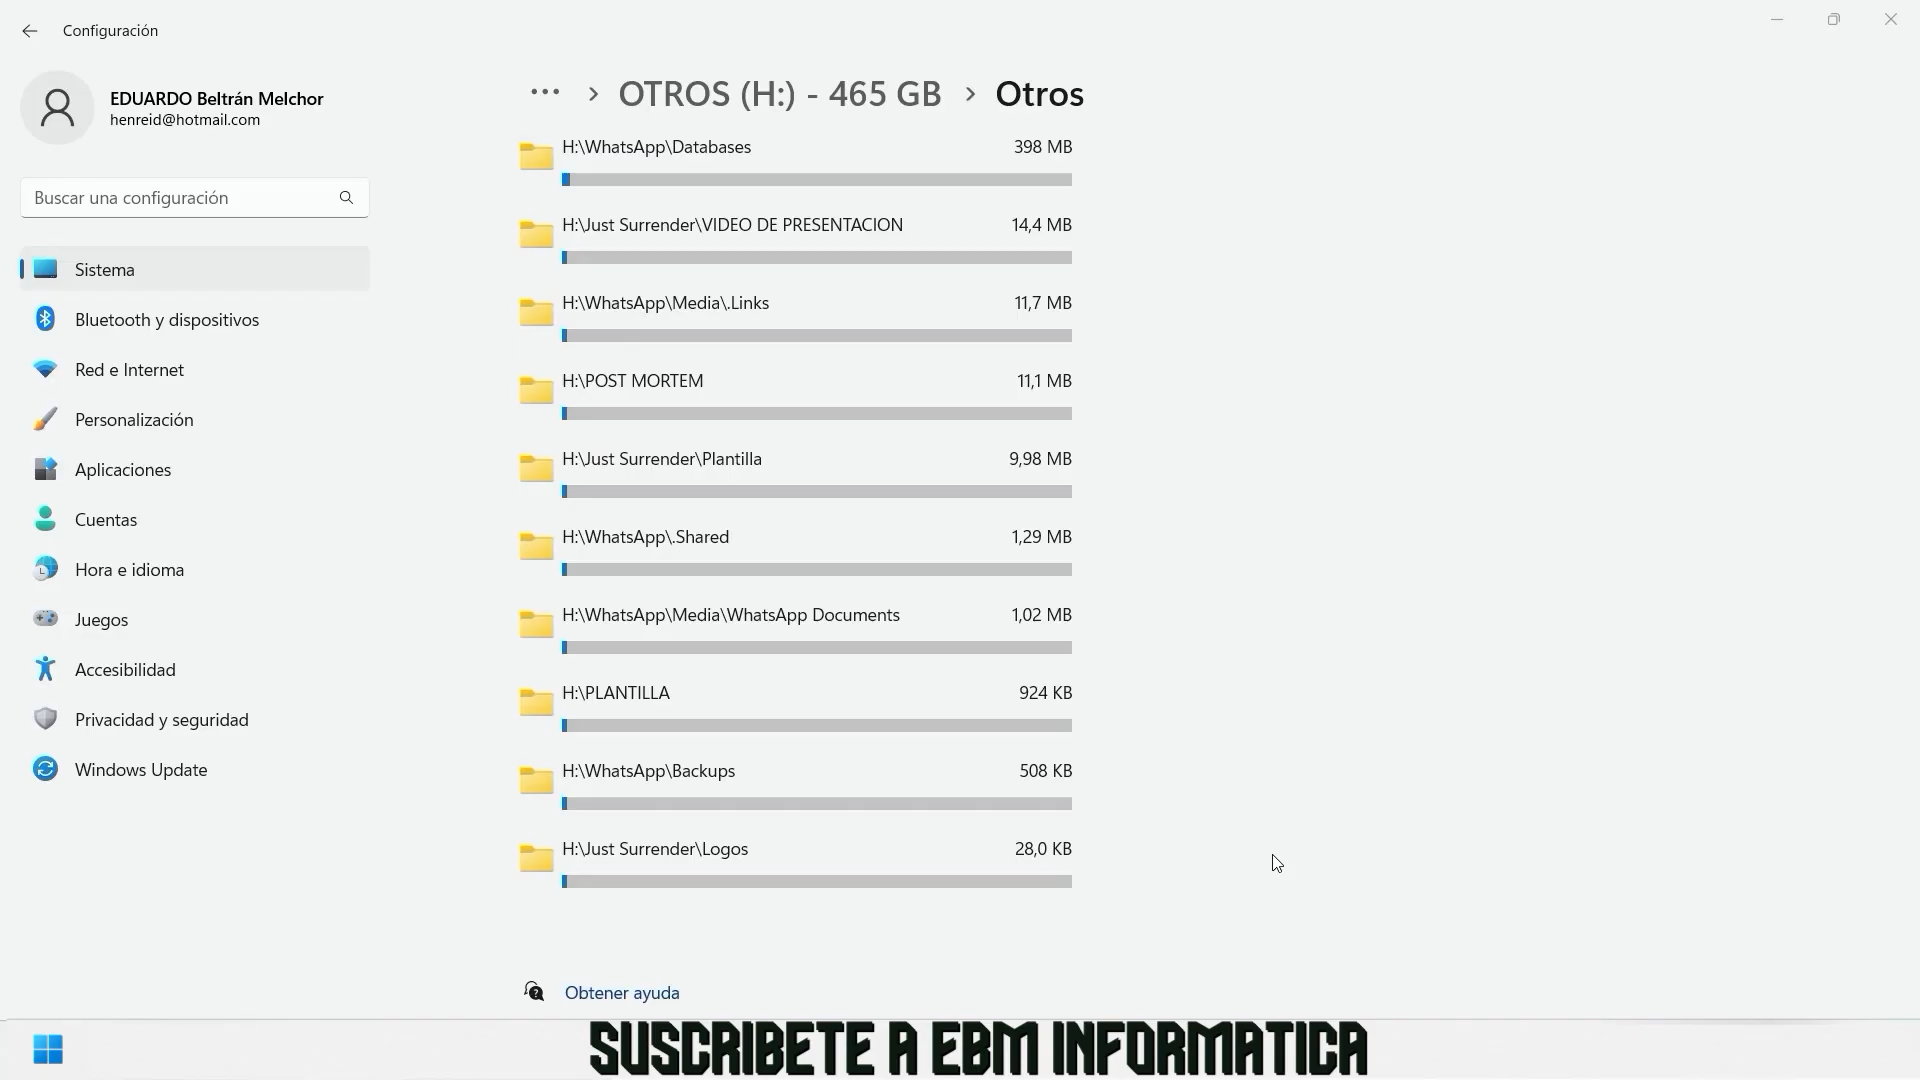 Configuración
EDUARDO Beltrán Melchor
henreid@hotmail.com
Buscar una configuración
Sistema
Bluetooth y dispositivos
Red e Internet
Personalización
Aplicaciones
Cuentas
Hora e idioma
Juegos
Accesibilidad
Privacidad y seguridad
Windows Update
... > OTROS (H:) - 465 GB > Otros
H:\WhatsApp\Databases 398 MB
H:\Just Surrender\VIDEO DE PRESENTACION 14,4 MB
H:\WhatsApp\Media\.Links 11,7 MB
H:\POST MORTEM 11,1 MB
H:\Just Surrender\Plantilla 9,98 MB
H:\WhatsApp\.Shared 1,29 MB
H:\WhatsApp\Media\WhatsApp Documents 1,02 MB
H:\PLANTILLA 924 KB
H:\WhatsApp\Backups 508 KB
H:\Just Surrender\Logos 28,0 KB
Obtener ayuda
SUSCRIBETE A EBM INFORMATICA